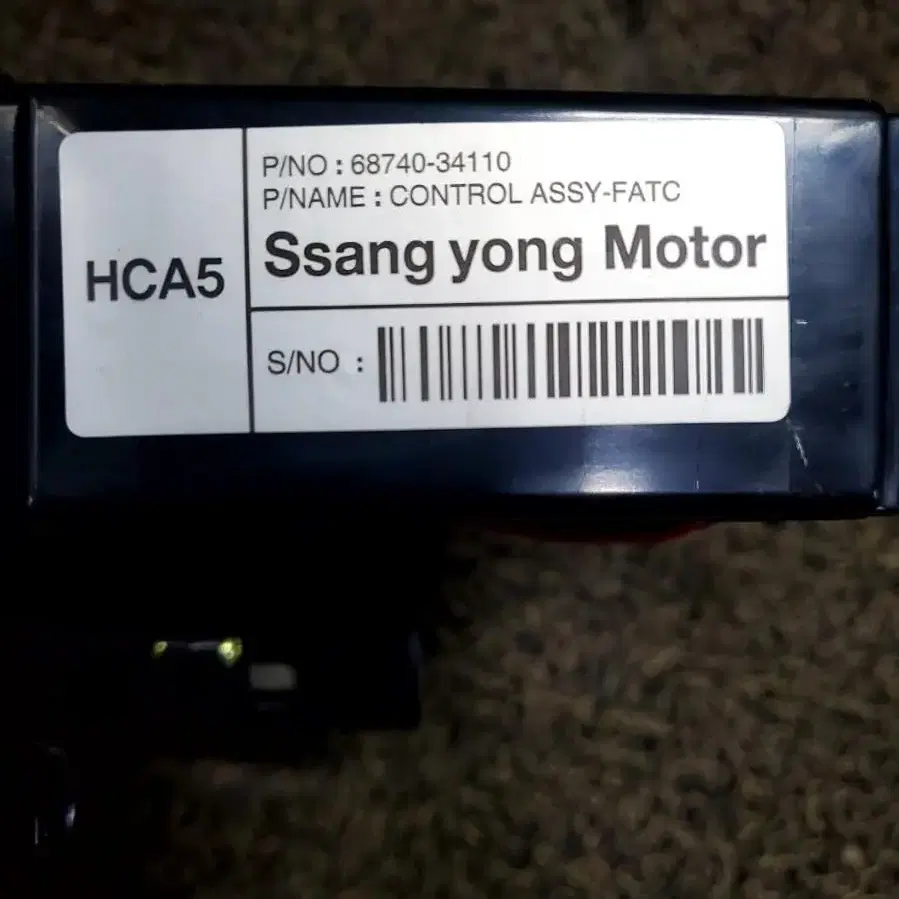 HCA5
P/NO : 68740-34110
P/NAME : CONTROL ASSY-FATC
Ssang yong Motor
S/NO :